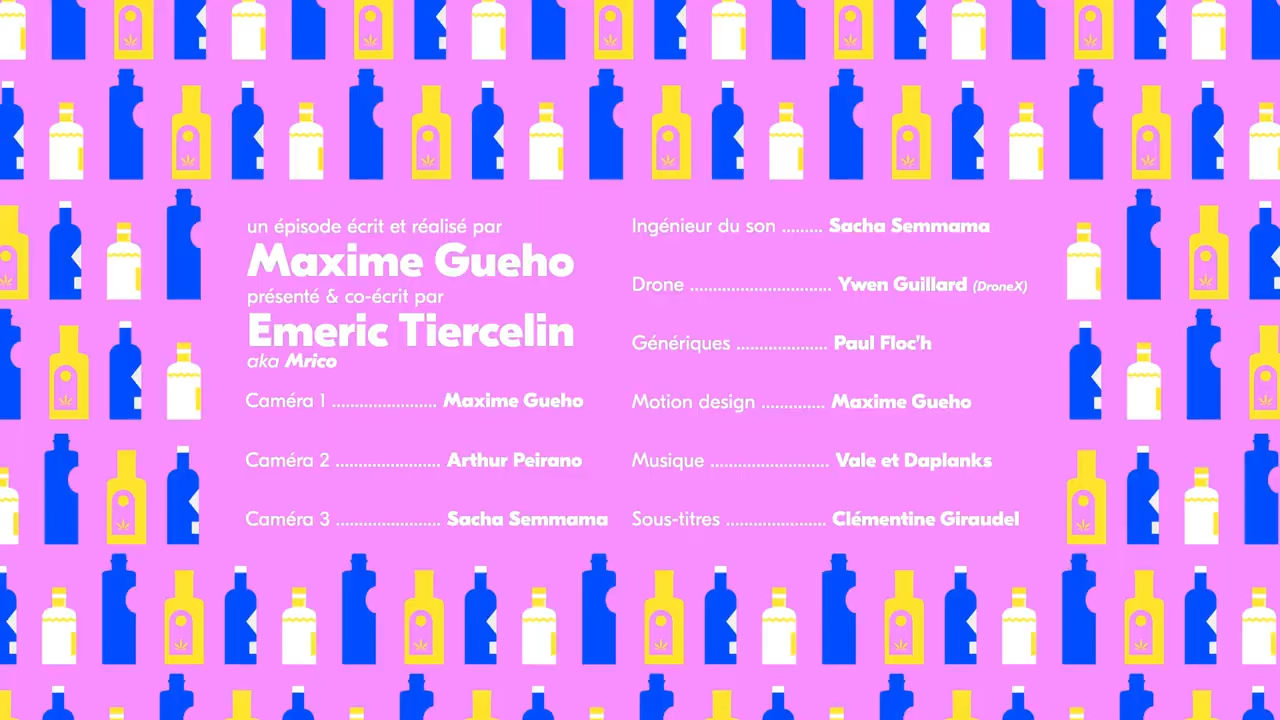 un épisode écrit et réalisé par
Maxime Gueho
présenté & co-écrit par
Emeric Tiercelin
aka Mrico
Caméra 1 ...................... Maxime Gueho
Caméra 2 ...................... Arthur Peirano
Caméra 3 ...................... Sacha Semmama
Ingénieur du son ......... Sacha Semmama
Drone .............................. Ywen Guillard (DroneX)
Génériques ................... Paul Floc'h
Motion design ............. Maxime Gueho
Musique ......................... Vale et Daplanks
Sous-titres ..................... Clémentine Giraudel